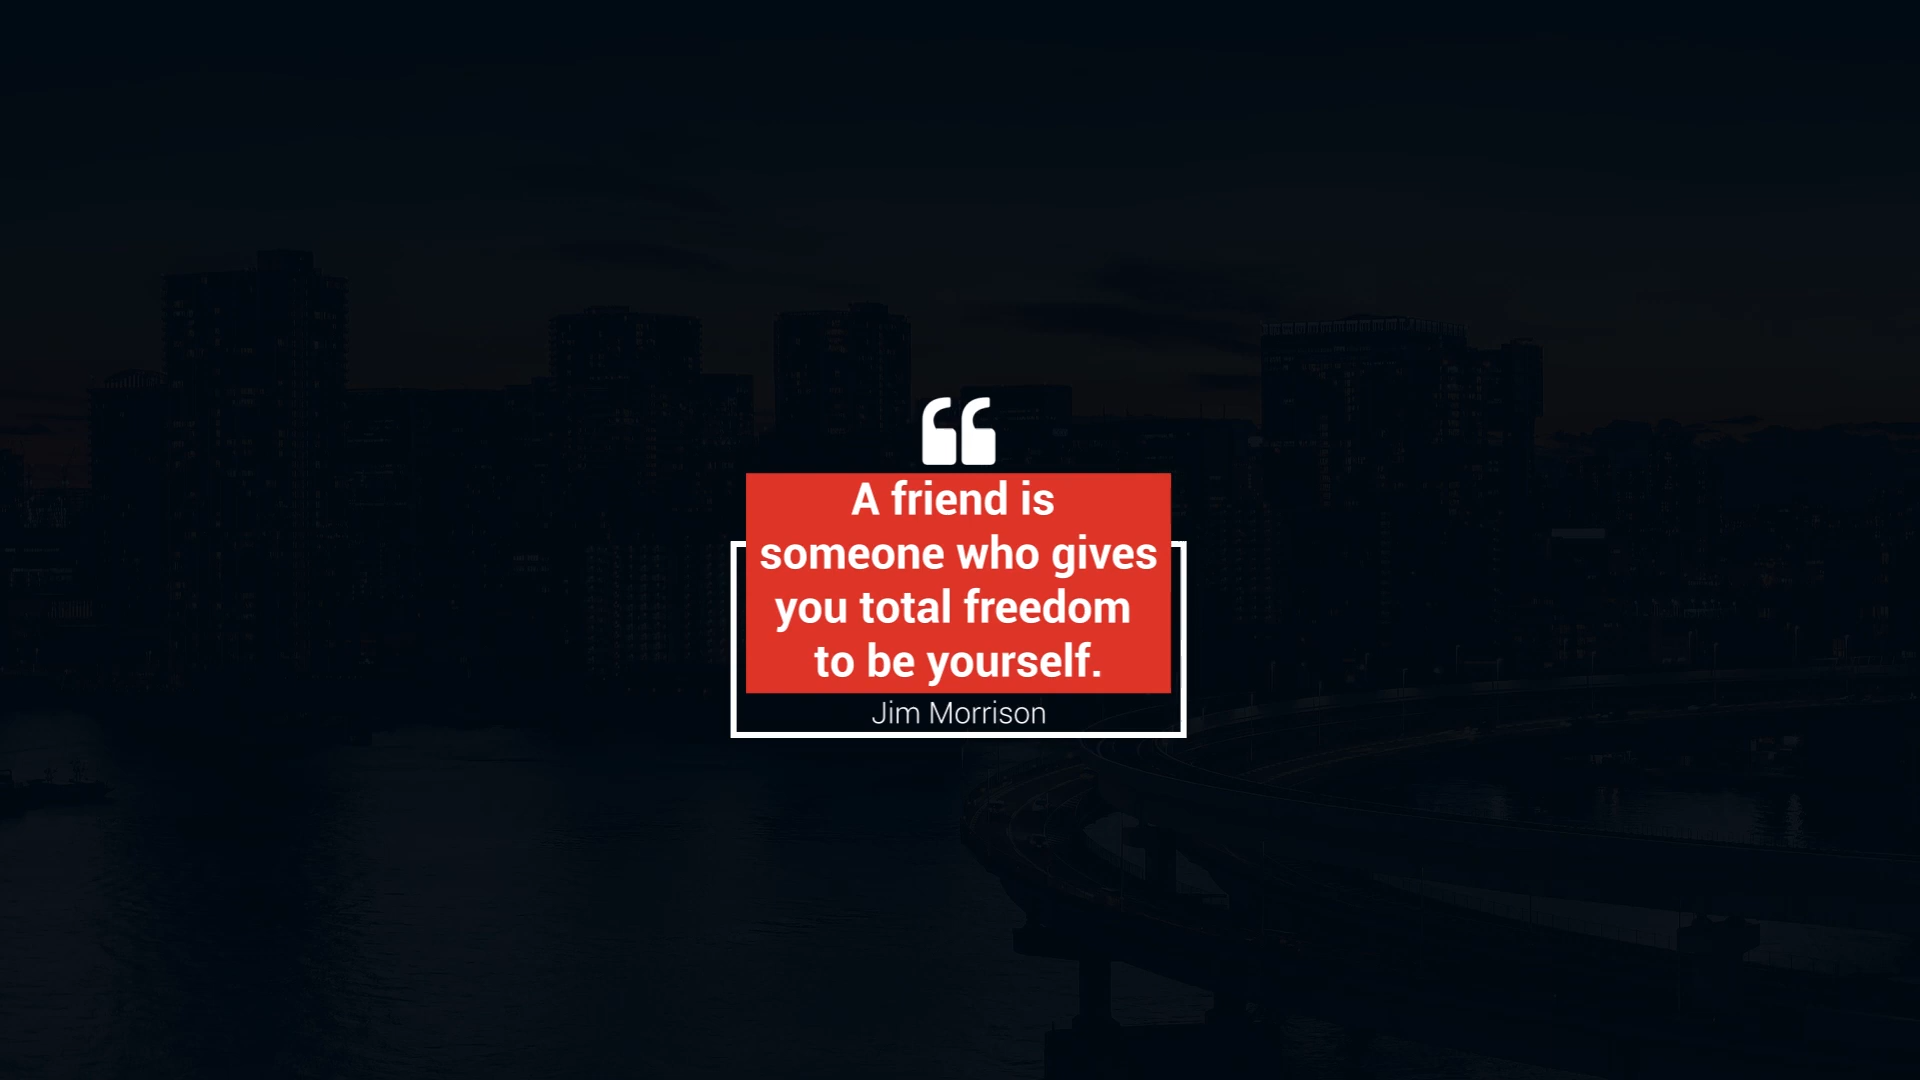 “
A friend is
someone who gives
you total freedom
to be yourself.
Jim Morrison